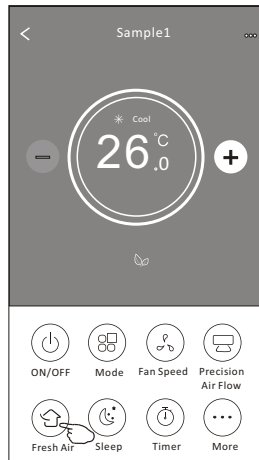 Sample1
Cool
26.0 °C
ON/OFF Mode Fan Speed Precision Air Flow
Fresh Air Sleep Timer More